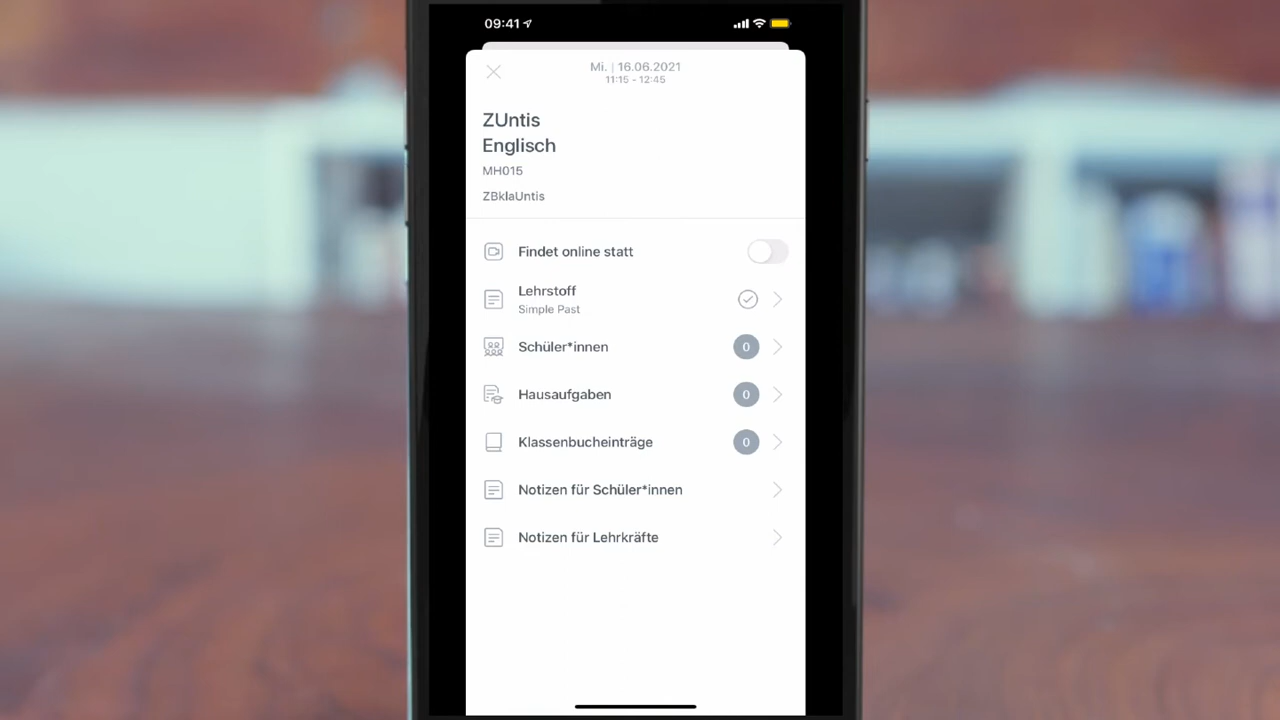 09:41
Mi. | 16.06.2021
11:15 - 12:45
ZUntis
Englisch
MH015
ZBklaUntis
Findet online statt
Lehrstoff
Simple Past
Schüler*innen 0
Hausaufgaben 0
Klassenbucheinträge 0
Notizen für Schüler*innen
Notizen für Lehrkräfte